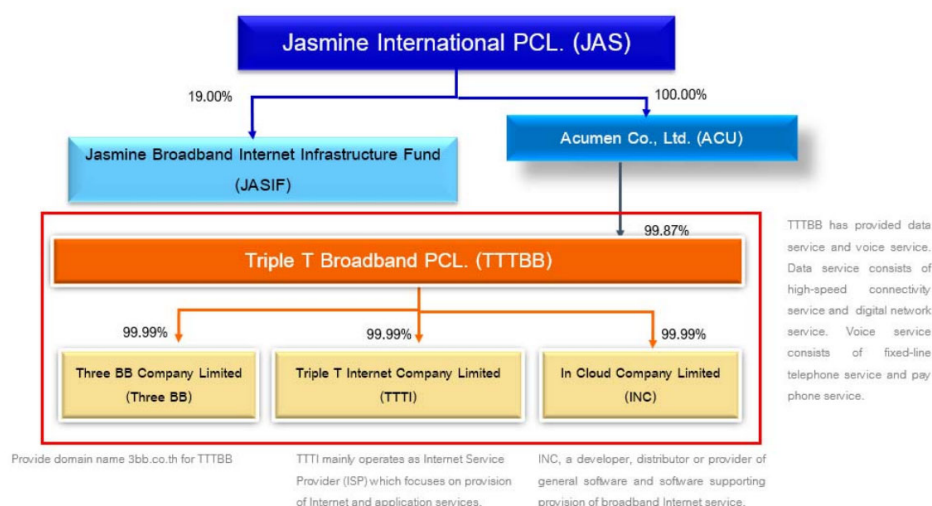 Jasmine International PCL. (JAS)
19.00%
100.00%
Jasmine Broadband Internet Infrastructure Fund
(JASIF)
Acumen Co., Ltd. (ACU)
99.87%
Triple T Broadband PCL. (TTTBB)
TTTBB has provided data
service and voice service.
Data service consists of
high-speed connectivity
service and digital network
service. Voice service
consists of fixed-line
telephone service and pay
phone service.
99.99%
99.99%
99.99%
Three BB Company Limited
(Three BB)
Triple T Internet Company Limited
(TTTI)
In Cloud Company Limited
(INC)
Provide domain name 3bb.co.th for TTTBB
TTTI mainly operates as Internet Service
Provider (ISP) which focuses on provision
of Internet and application services.
INC, a developer, distributor or provider of
general software and software supporting
provision of broadband Internet service.